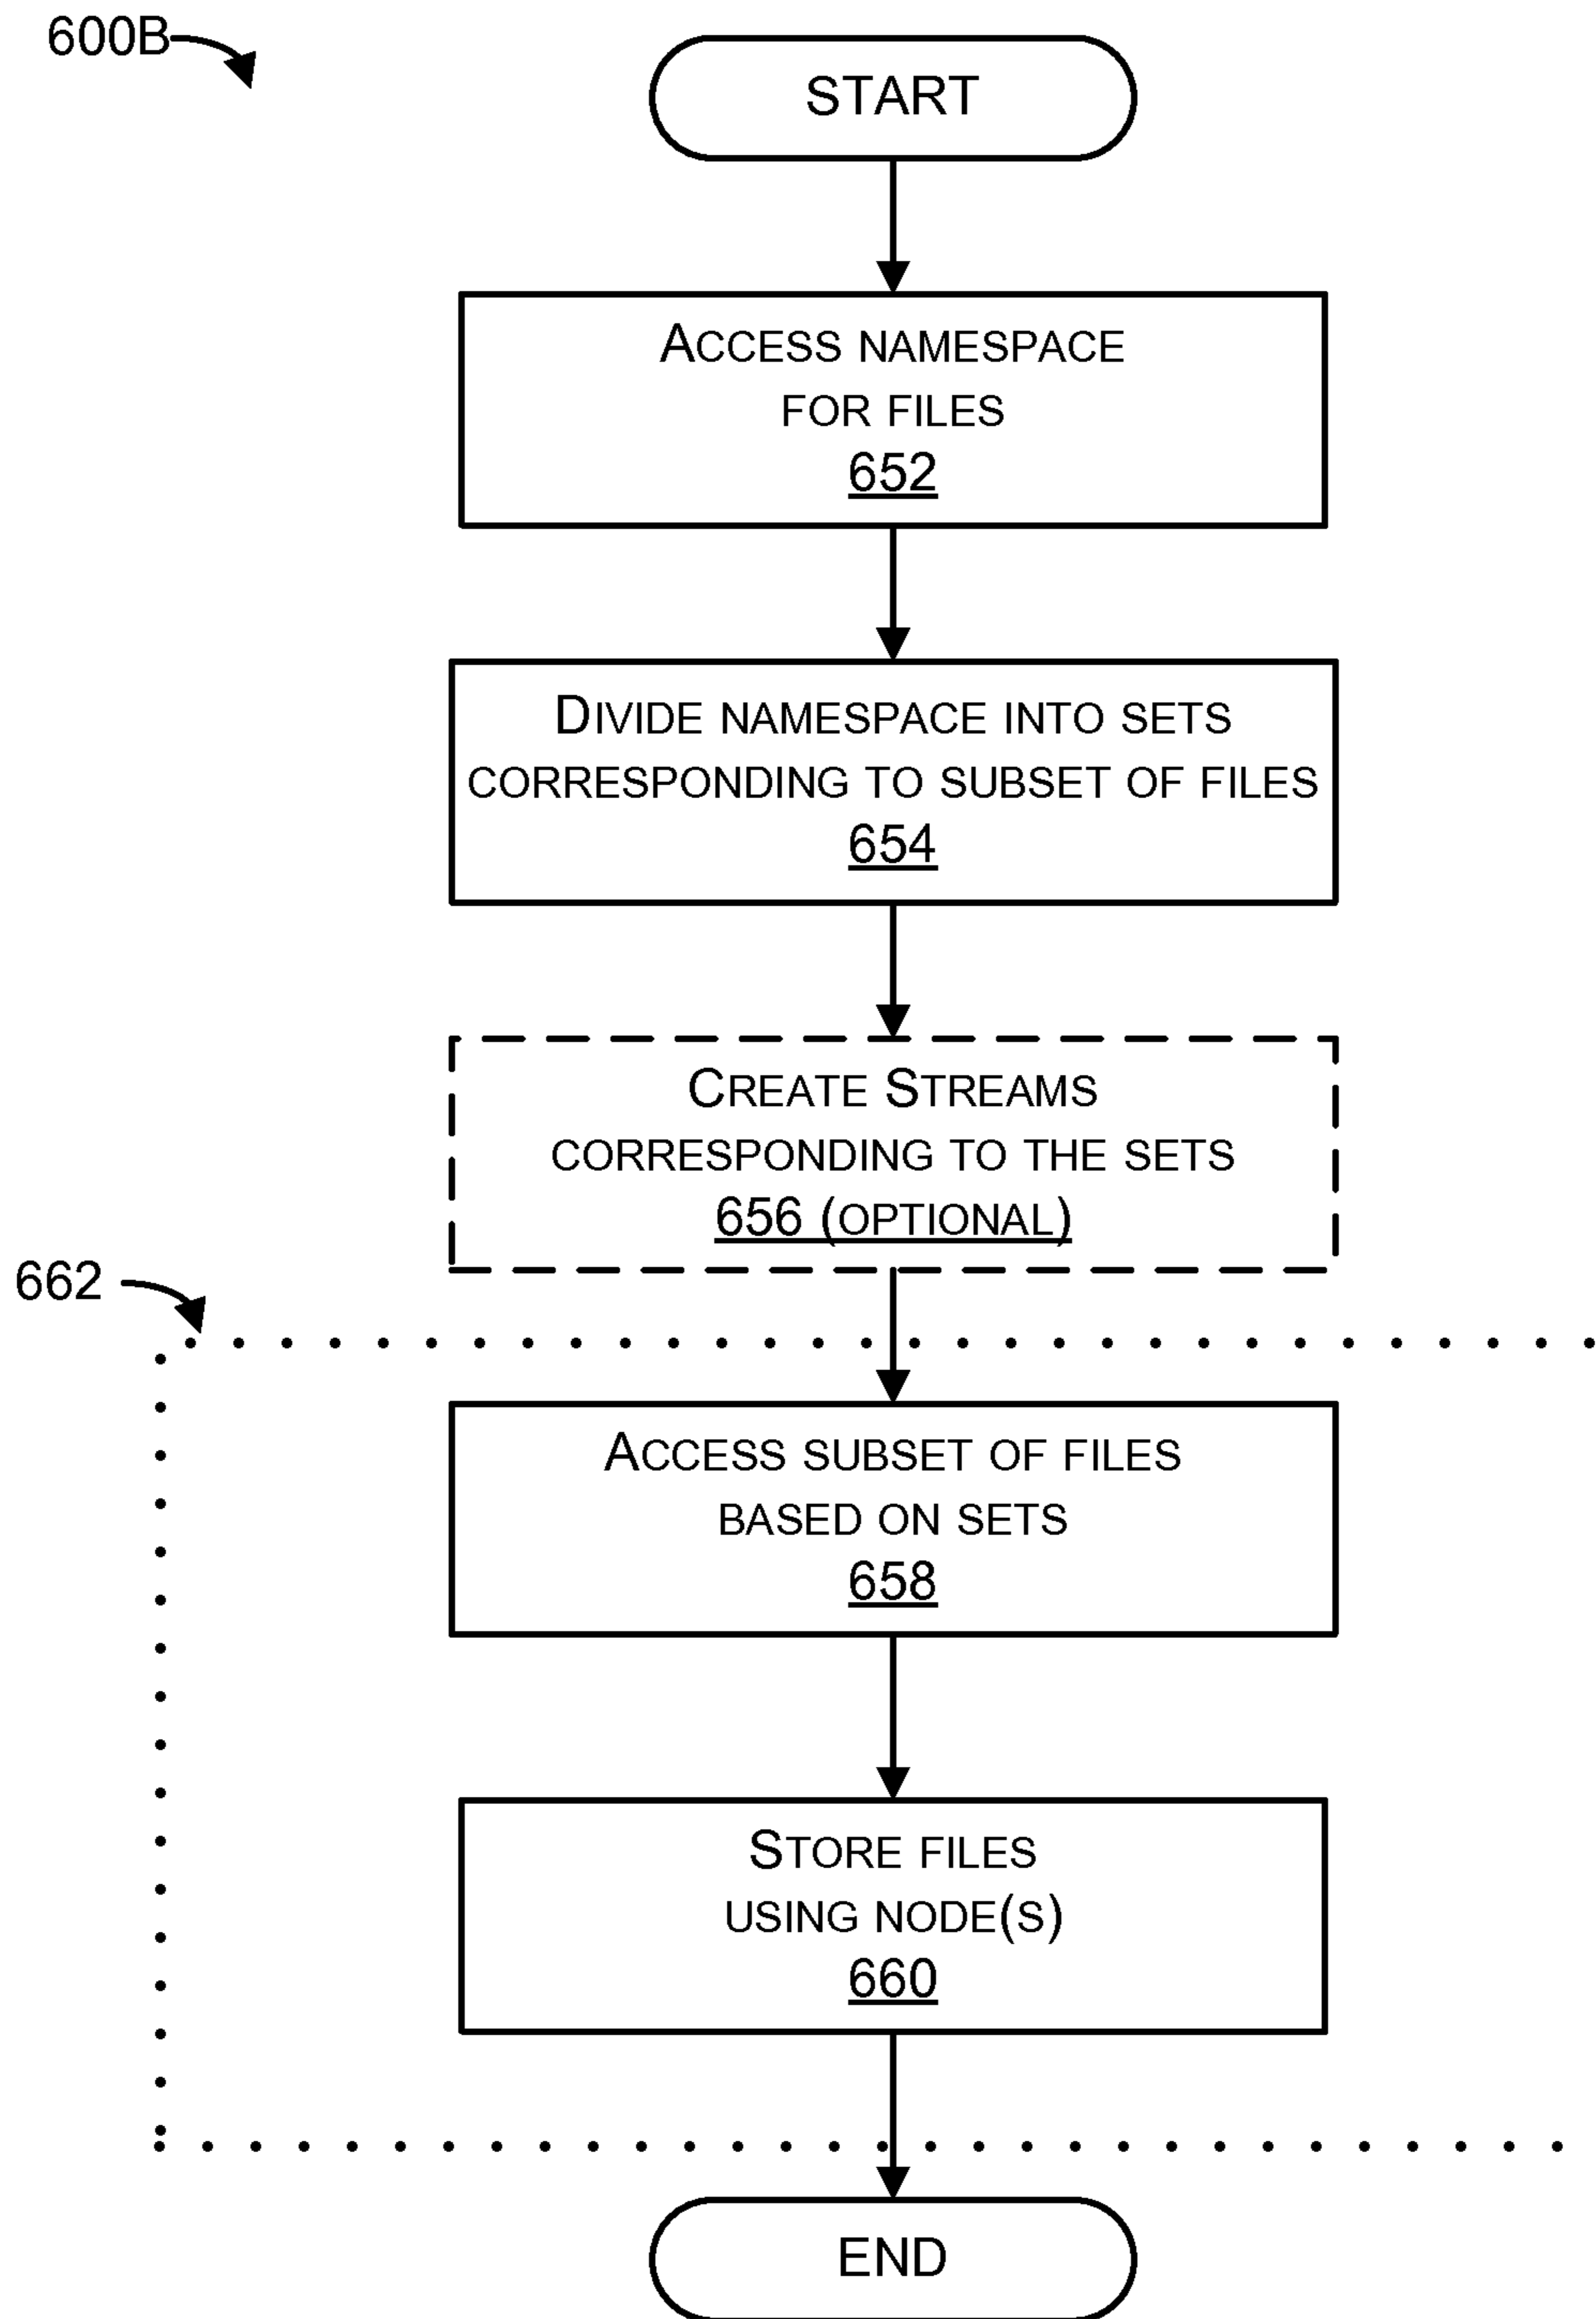 600B
START
ACCESS NAMESPACE
FOR FILES
652
DIVIDE NAMESPACE INTO SETS
CORRESPONDING TO SUBSET OF FILES
654
CREATE STREAMS
CORRESPONDING TO THE SETS
656 (OPTIONAL)
662
ACCESS SUBSET OF FILES
BASED ON SETS
658
STORE FILES
USING NODE(S)
660
END